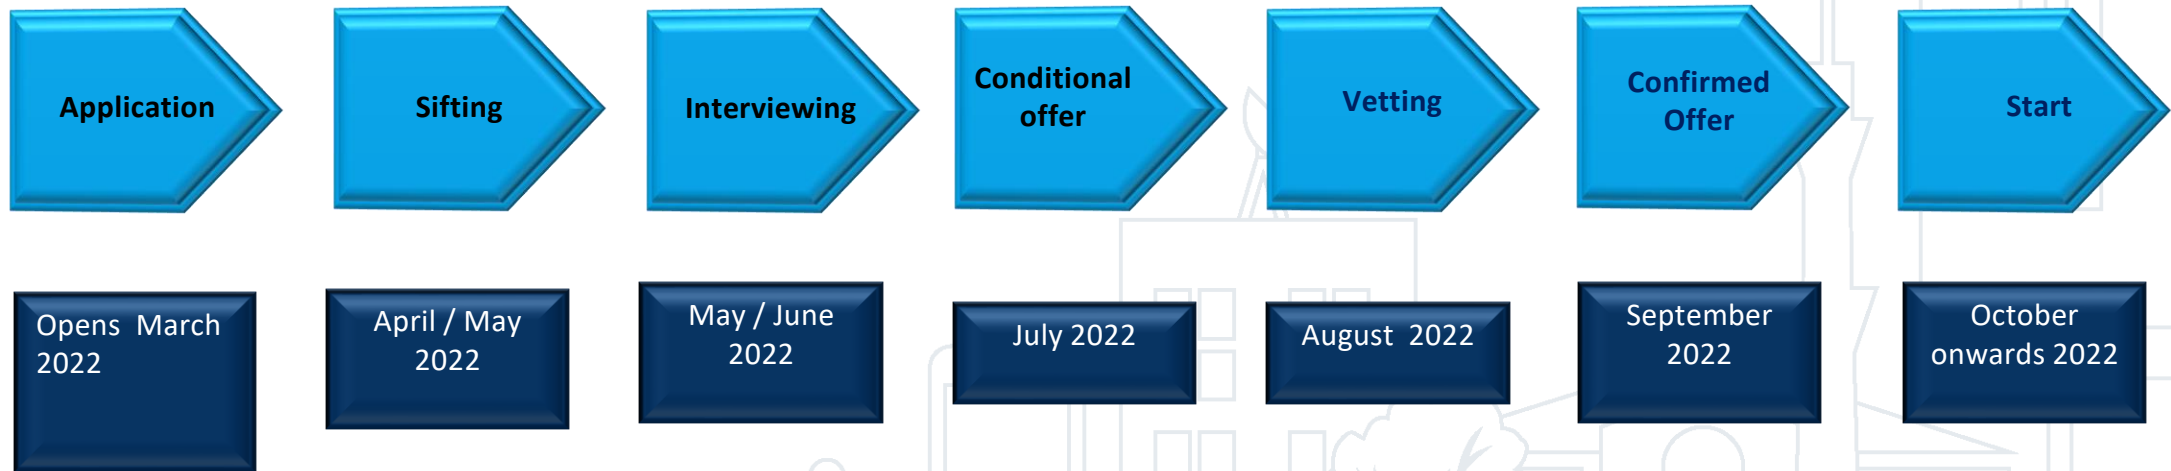 Application
Sifting
Interviewing
Conditional
offer
Vetting
Confirmed
Offer
Start
Opens  March
2022
April / May
2022
May / June
2022
July 2022
August  2022
September
2022
October
onwards 2022